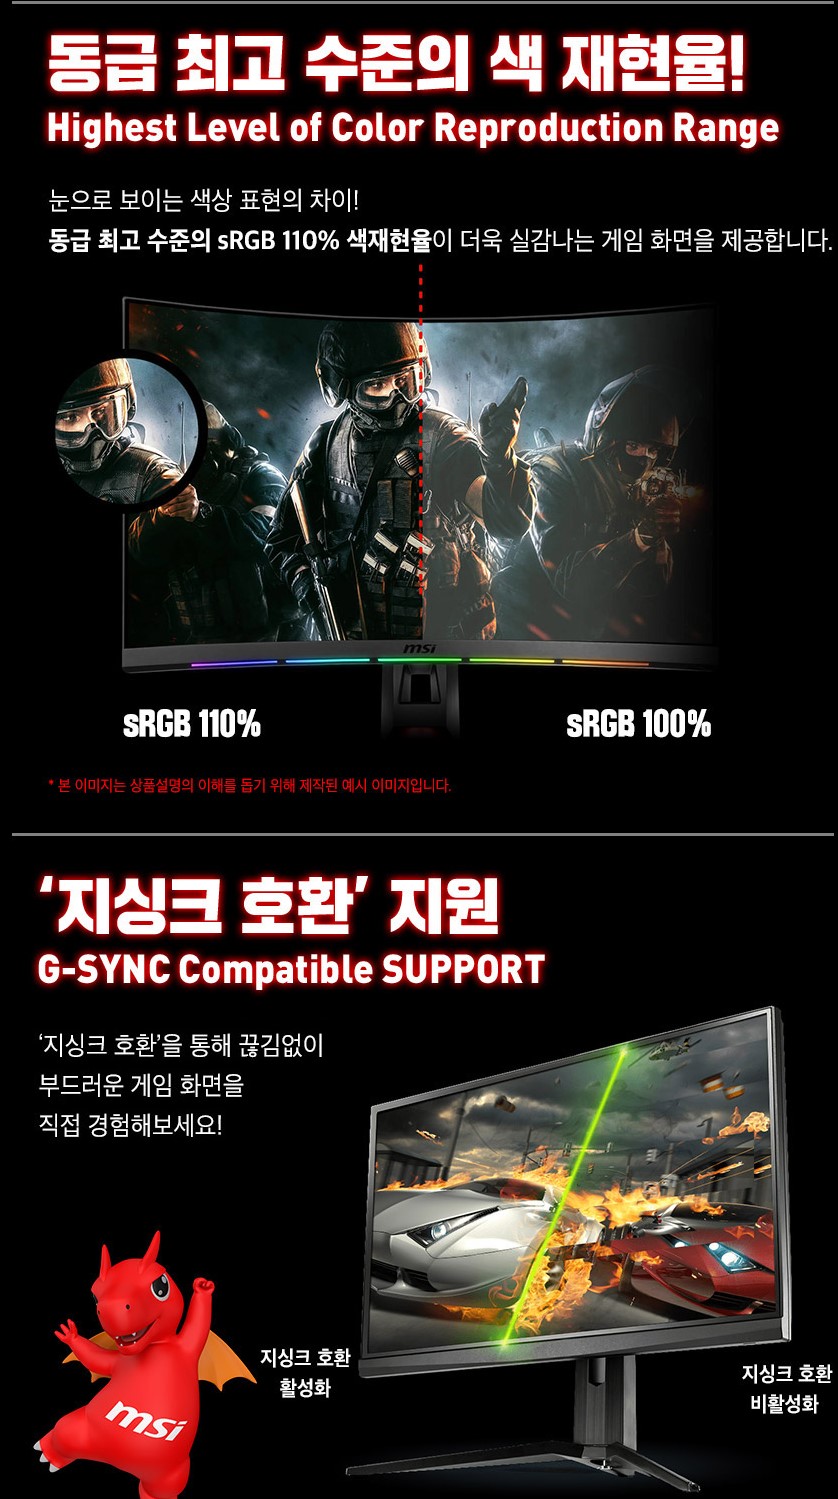 동급 최고 수준의 색 재현율!
Highest Level of Color Reproduction Range
눈으로 보이는 색상 표현의 차이!
동급 최고 수준의 sRGB 110% 색재현율이 더욱 실감나는 게임 화면을 제공합니다.
msi
sRGB 110%
sRGB 100%
* 본 이미지는 상품설명의 이해를 돕기 위해 제작된 예시 이미지입니다.
‘지싱크 호환’ 지원
G-SYNC Compatible SUPPORT
‘지싱크 호환’을 통해 끊김없이
부드러운 게임 화면을
직접 경험해보세요!
지싱크 호환
활성화
지싱크 호환
비활성화
msi